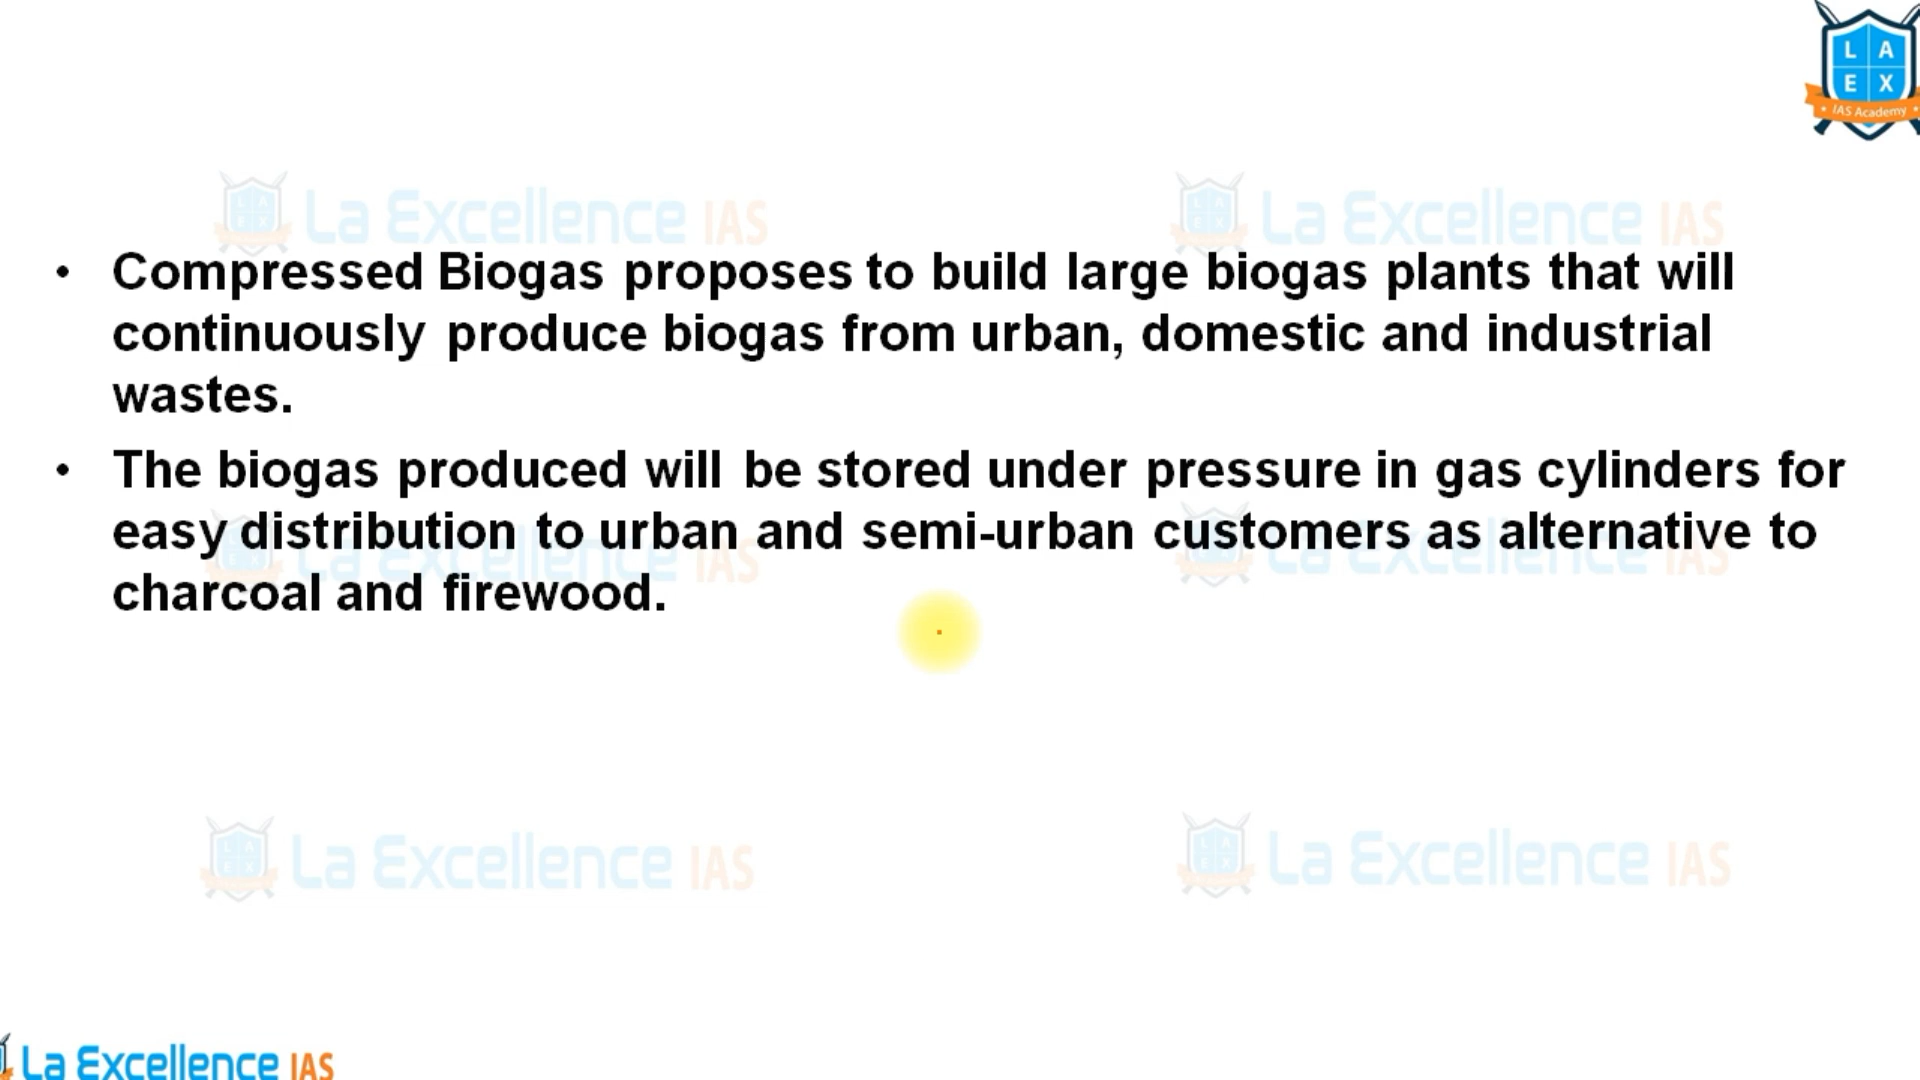 L A
E X
IAS Academy
La Excellence IAS La Excellence IAS
• Compressed Biogas proposes to build large biogas plants that will
continuously produce biogas from urban, domestic and industrial
wastes.
• The biogas produced will be stored under pressure in gas cylinders for
easy distribution to urban and semi-urban customers as alternative to
charcoal and firewood.
La Excellence IAS La Excellence IAS
La Excellence IAS La Excellence IAS
La Excellence IAS